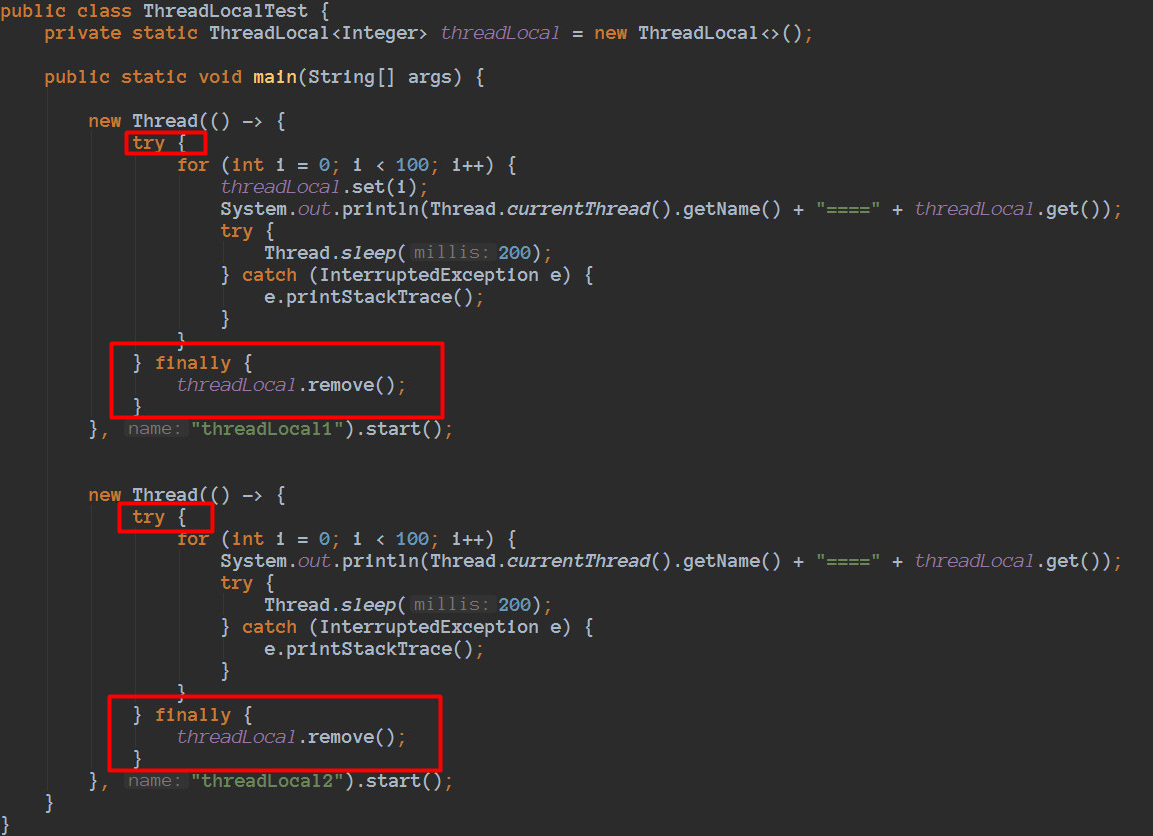 public class ThreadLocalTest {
    private static ThreadLocal<Integer> threadLocal = new ThreadLocal<>();

    public static void main(String[] args) {

        new Thread(() -> {
            try {
                for (int i = 0; i < 100; i++) {
                    threadLocal.set(i);
                    System.out.println(Thread.currentThread().getName() + "====" + threadLocal.get());
                    try {
                        Thread.sleep( millis: 200);
                    } catch (InterruptedException e) {
                        e.printStackTrace();
                    }
                }
            } finally {
                threadLocal.remove();
            }
        }, name: "threadLocal1").start();


        new Thread(() -> {
            try {
                for (int i = 0; i < 100; i++) {
                    System.out.println(Thread.currentThread().getName() + "====" + threadLocal.get());
                    try {
                        Thread.sleep( millis: 200);
                    } catch (InterruptedException e) {
                        e.printStackTrace();
                    }
                }
            } finally {
                threadLocal.remove();
            }
        }, name: "threadLocal2").start();
    }
}